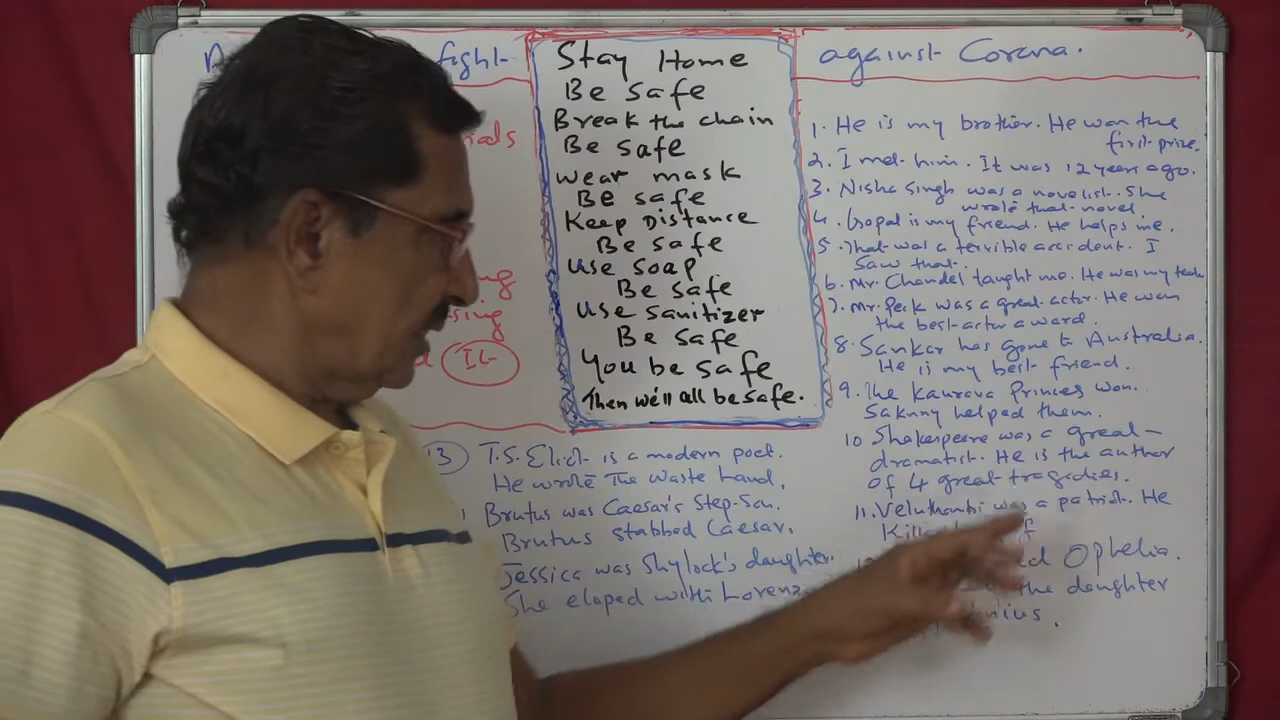 fight against Corona.
Stay Home
Be safe
Break the chain
Be safe
wear mask
Be safe
Keep Distance
Be safe
use soap
Be safe
use sanitizer
Be safe
You be safe
Then we'll all be safe.
It
1. He is my brother. He won the
first prize.
2. I met him. It was 12 years ago.
3. Nisha Singh was a novelist. She
wrote that novel.
4. Gopal is my friend. He helps me.
5. That was a terrible accident. I
saw that.
6. Mr. Chandel taught me. He was my
7. Mr. Peck was a great actor. He won
the best actor award.
8. Sankar has gone to Australia.
He is my best friend.
9. The Kaurava Princes won.
Sakuny helped them.
10 Shakespeare was a great
dramatist. He is the author
of 4 great tragedies.
11. Veluthambi was a patriot. He
Ophelia.
the daughter
13 T.S. Eliot is a modern poet.
He wrote The Waste Land.
Brutus was Caesar's Step-Son.
Brutus stabbed Caesar.
Jessica was Shylock's daughter.
She eloped with